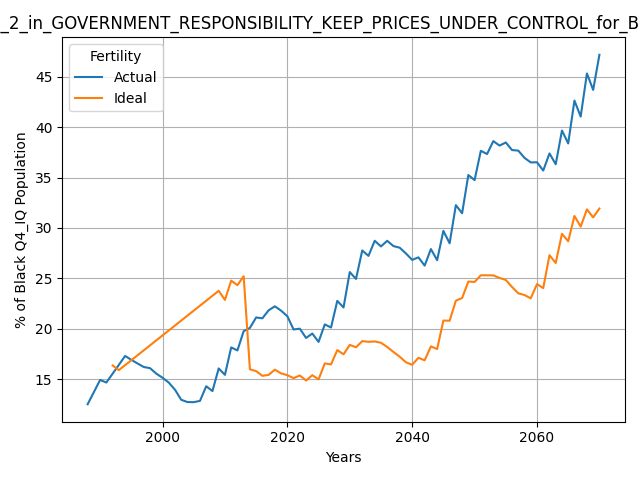 _2_in_GOVERNMENT_RESPONSIBILITY_KEEP_PRICES_UNDER_CONTROL_for_B
Fertility
Actual
Ideal
45
40
35
30
25
20
15
% of Black Q4_IQ Population
2000
2020
2040
2060
Years